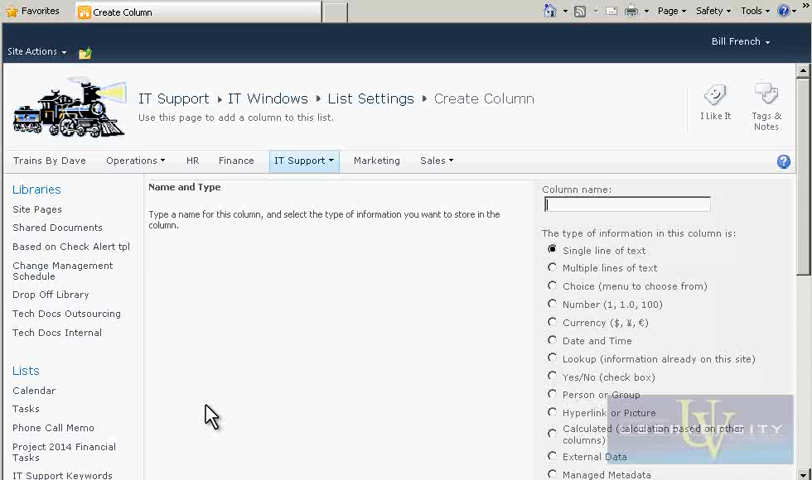 Favorites
Create Column
Page
Safety
Tools
Site Actions
Bill French
IT Support
IT Windows
List Settings
Create Column
Use this page to add a column to this list.
I Like It
Tags &
Notes
Trains By Dave
Operations
HR
Finance
IT Support
Marketing
Sales
Libraries
Site Pages
Shared Documents
Based on Check Alert tpl
Change Management
Schedule
Drop Off Library
Tech Docs Outsourcing
Tech Docs Internal
Lists
Calendar
Tasks
Phone Call Memo
Project 2014 Financial
Tasks
IT Support Keywords
Name and Type
Type a name for this column, and select the type of information you want to store in the
column.
Column name:
The type of information in this column is:
Single line of text
Multiple lines of text
Choice (menu to choose from)
Number (1, 1.0, 100)
Currency ($, ¥, €)
Date and Time
Lookup (information already on this site)
Yes/No (check box)
Person or Group
Hyperlink or Picture
Calculated (calculation based on other
columns)
External Data
Managed Metadata